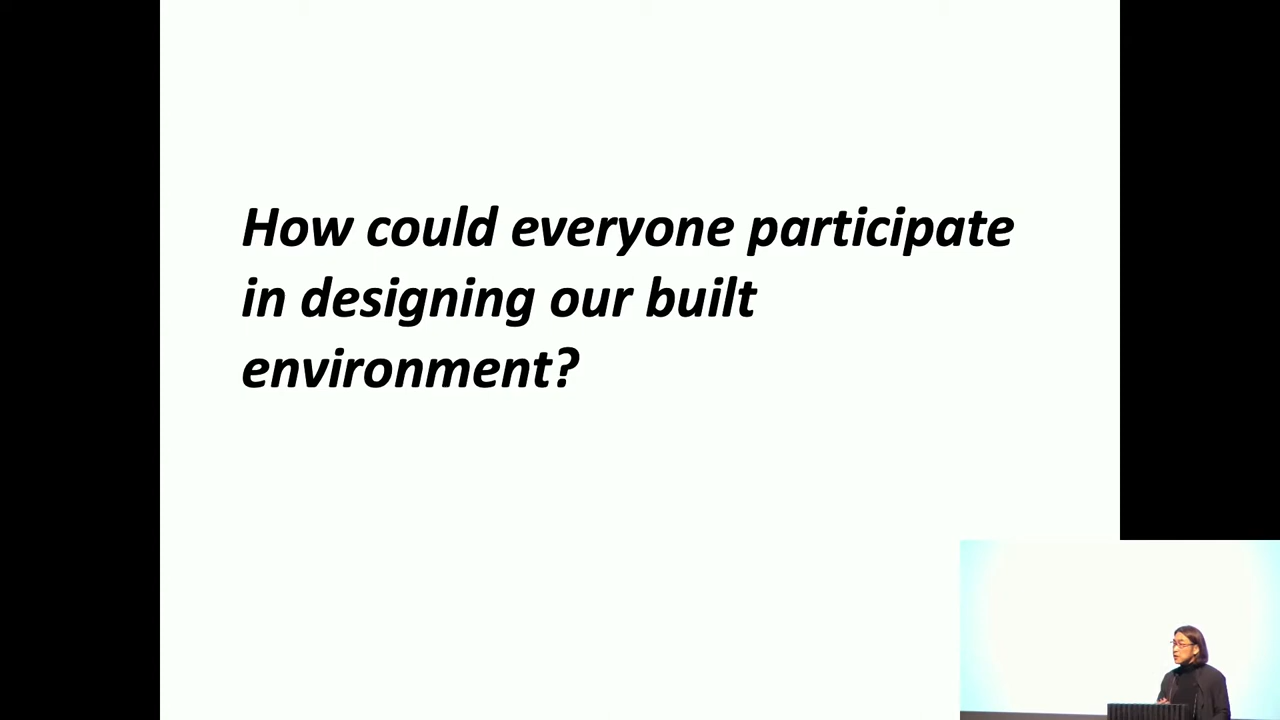 How could everyone participate
in designing our built
environment?